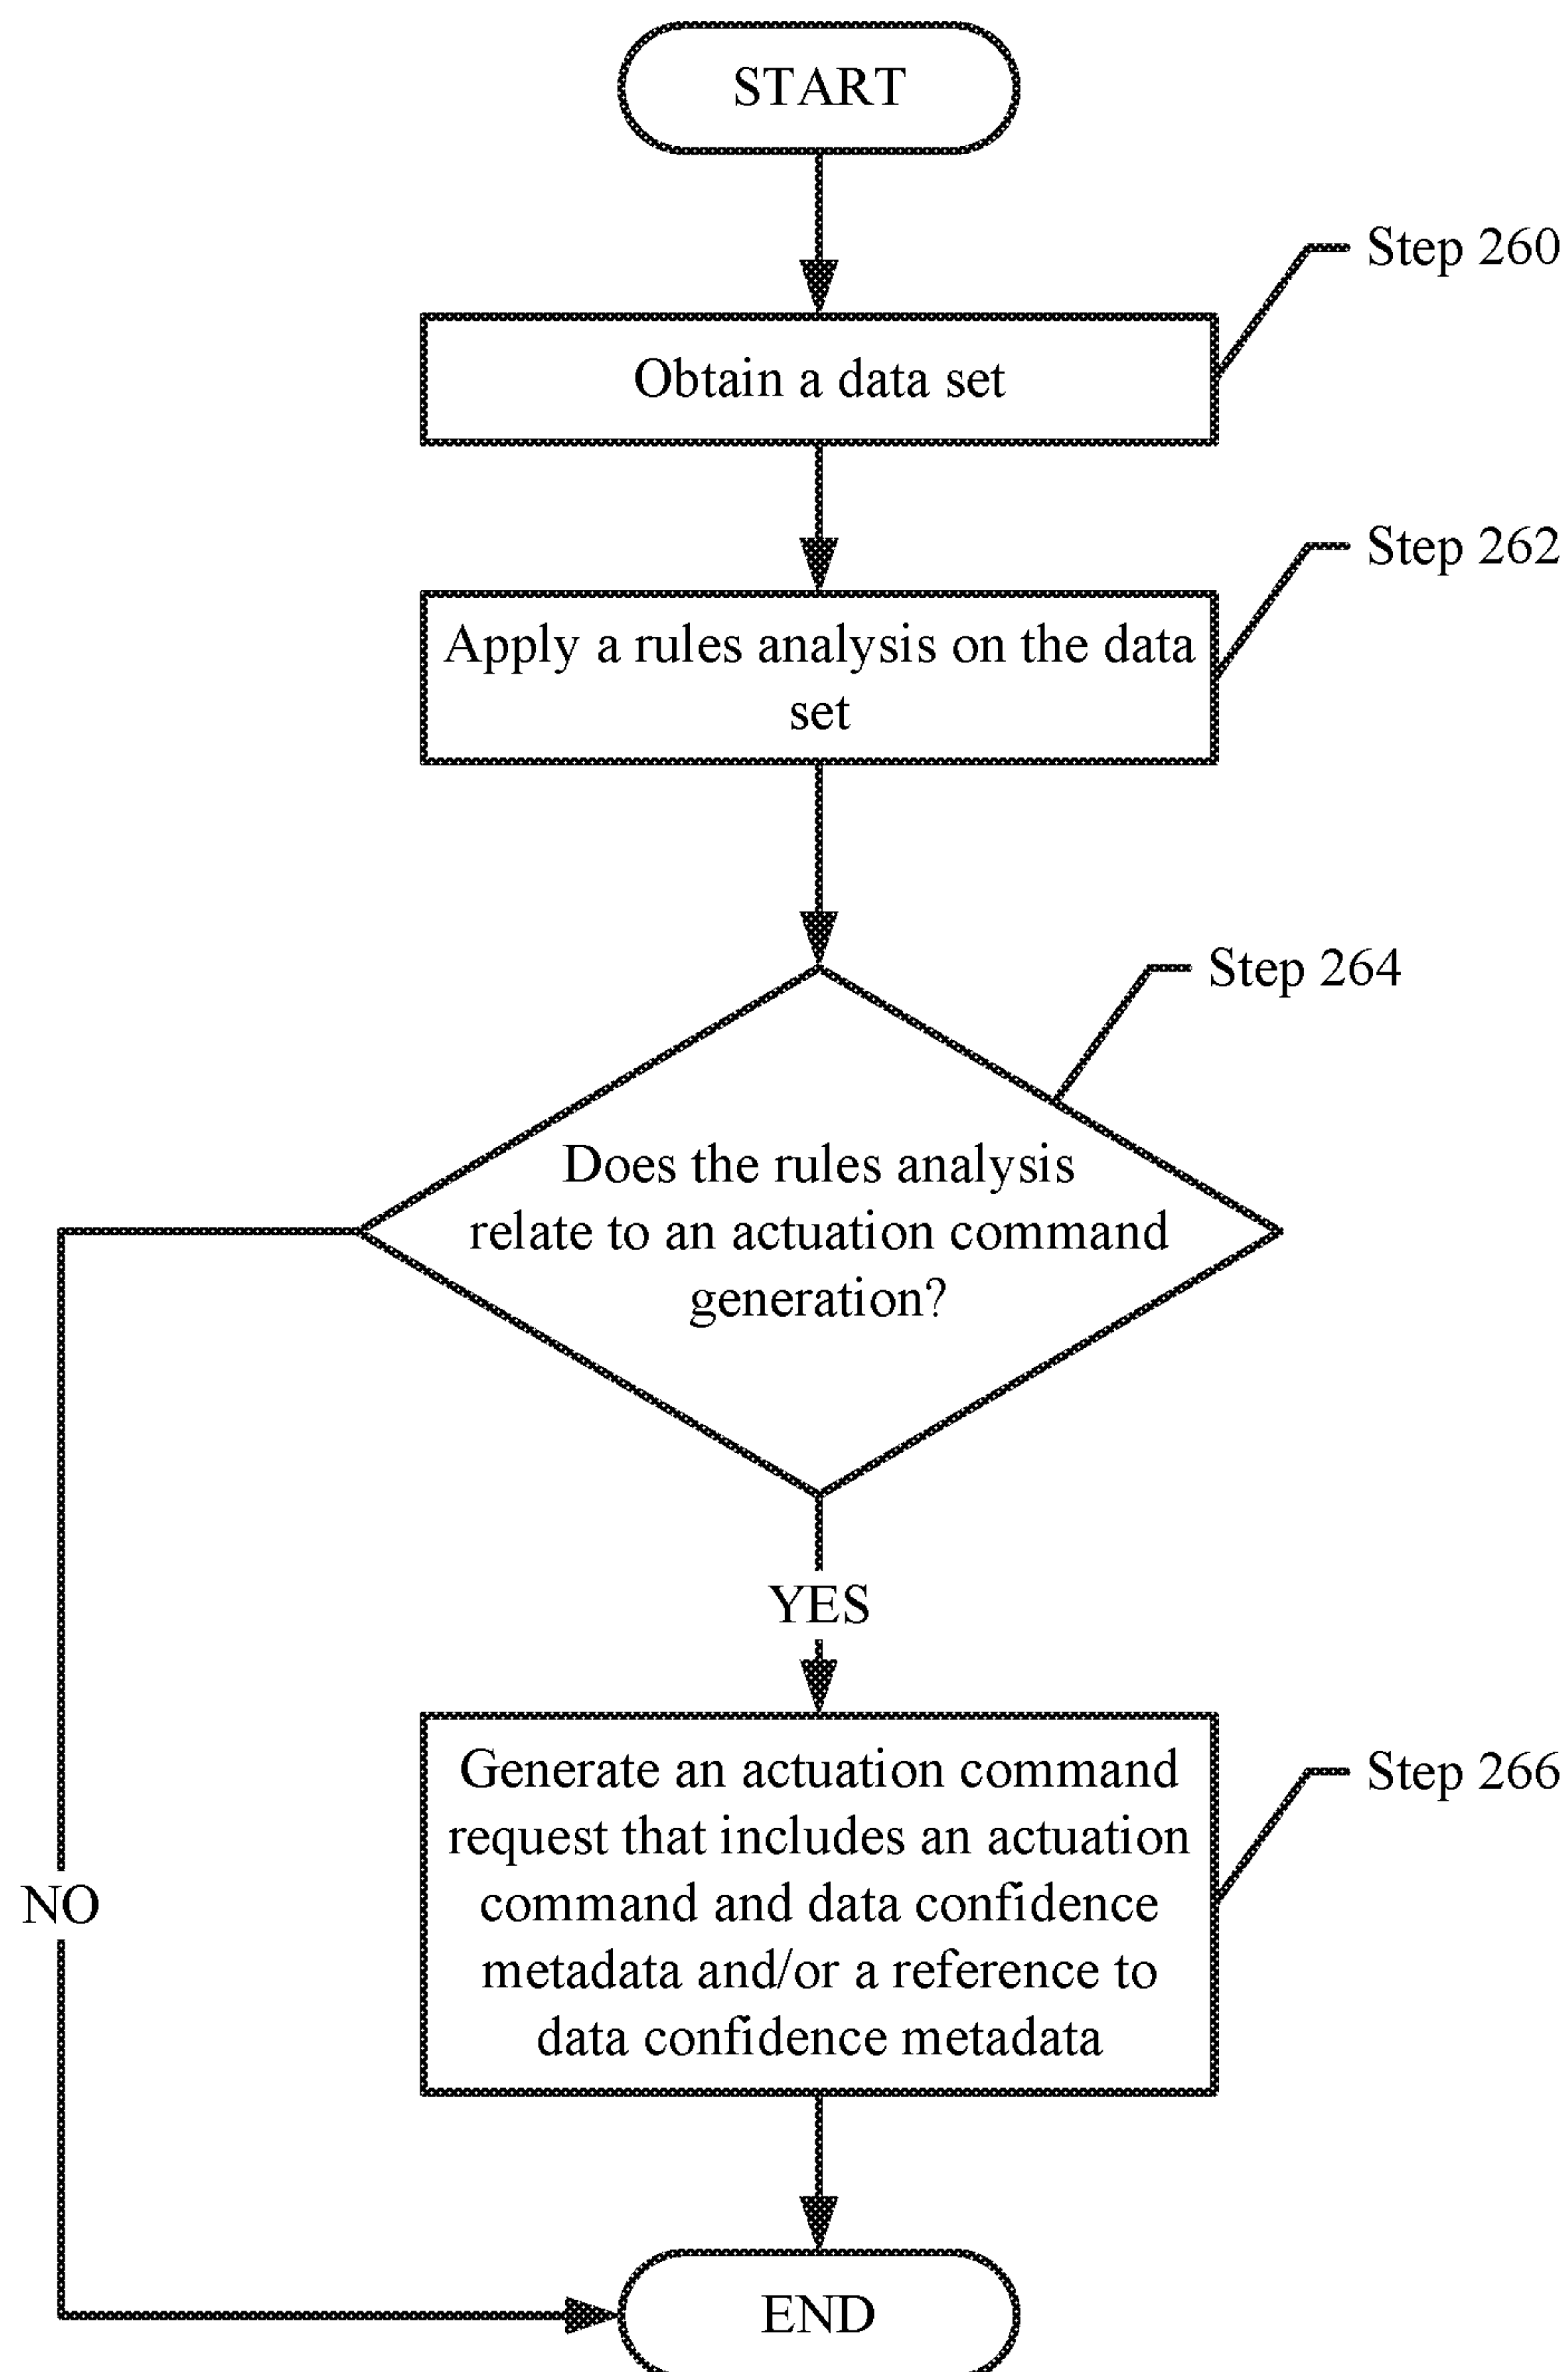 START
Step 260
Obtain a data set
Step 262
Apply a rules analysis on the data
set
Step 264
Does the rules analysis
relate to an actuation command
generation?
YES
Generate an actuation command
request that includes an actuation
command and data confidence
metadata and/or a reference to
data confidence metadata
Step 266
NO
END